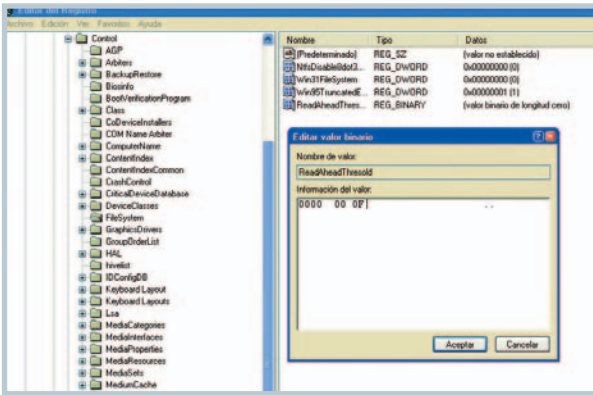 Editor del Registro
Archivo Edición Ver Favoritos Ayuda
Control
AGP
Arbiters
BackupRestore
Biosinfo
BootVerificationProgram
Class
CoDeviceInstallers
COM Name Arbiter
ComputerName
ContentIndex
ContentIndexCommon
CrashControl
CriticalDeviceDatabase
DeviceClasses
FileSystem
GraphicsDrivers
GroupOrderList
HAL
hivelist
IDConfigDB
Keyboard Layout
Keyboard Layouts
Lsa
MediaCategories
MediaInterfaces
MediaProperties
MediaResources
MediaSets
MediumCache
Nombre Tipo Datos
(Predeterminado) REG_SZ (valor no establecido)
NtfsDisable8dot3... REG_DWORD 0x00000000 (0)
Win31FileSystem REG_DWORD 0x00000000 (0)
Win95TruncatedE... REG_DWORD 0x00000001 (1)
ReadAheadThres... REG_BINARY (valor binario de longitud cero)
Editar valor binario
Nombre de valor:
ReadAheadThresold
Información del valor:
0000 00 0F ..
Aceptar Cancelar